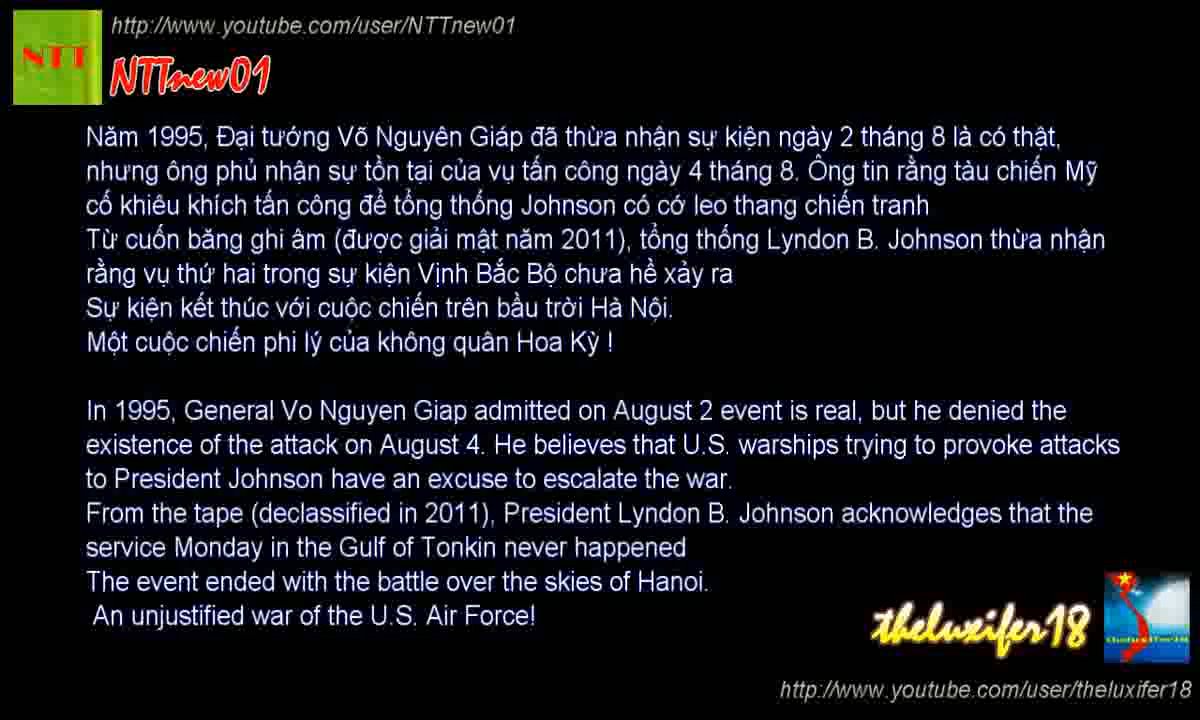 http://www.youtube.com/user/NTTnew01
NTT
NTTnew01
Năm 1995, Đại tướng Võ Nguyên Giáp đã thừa nhận sự kiện ngày 2 tháng 8 là có thật,
nhưng ông phủ nhận sự tồn tại của vụ tấn công ngày 4 tháng 8. Ông tin rằng tàu chiến Mỹ
cố khiêu khích tấn công để tổng thống Johnson có cớ leo thang chiến tranh
Từ cuốn băng ghi âm (được giải mật năm 2011), tổng thống Lyndon B. Johnson thừa nhận
rằng vụ thứ hai trong sự kiện Vịnh Bắc Bộ chưa hề xảy ra
Sự kiện kết thúc với cuộc chiến trên bầu trời Hà Nội.
Một cuộc chiến phi lý của không quân Hoa Kỳ !
In 1995, General Vo Nguyen Giap admitted on August 2 event is real, but he denied the
existence of the attack on August 4. He believes that U.S. warships trying to provoke attacks
to President Johnson have an excuse to escalate the war.
From the tape (declassified in 2011), President Lyndon B. Johnson acknowledges that the
service Monday in the Gulf of Tonkin never happened
The event ended with the battle over the skies of Hanoi.
An unjustified war of the U.S. Air Force!
theluxifer18
http://www.youtube.com/user/theluxifer18